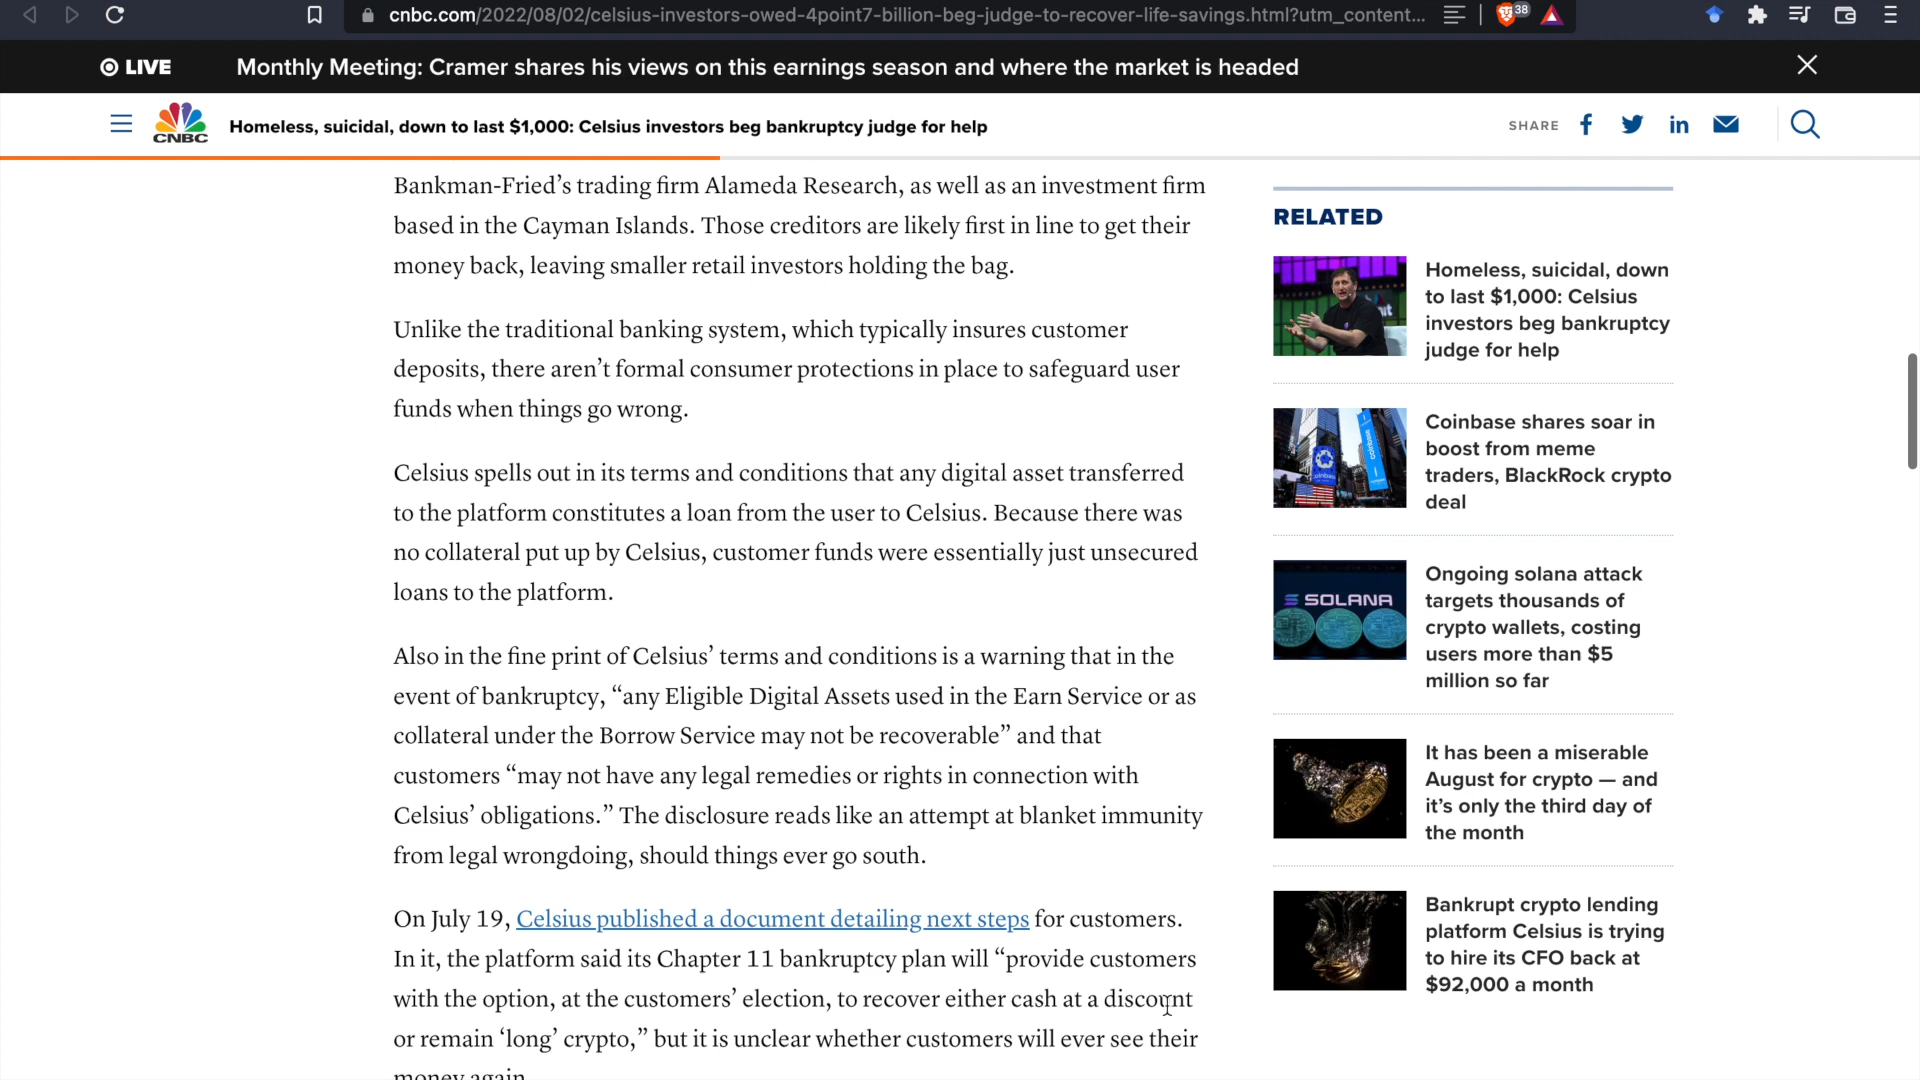 cnbc.com/2022/08/02/celsius-investors-owed-4point7-billion-beg-judge-to-recover-life-savings.html?utm_content...
38
LIVE
Monthly Meeting: Cramer shares his views on this earnings season and where the market is headed
CNBC
Homeless, suicidal, down to last $1,000: Celsius investors beg bankruptcy judge for help
SHARE
Bankman-Fried’s trading firm Alameda Research, as well as an investment firm
based in the Cayman Islands. Those creditors are likely first in line to get their
money back, leaving smaller retail investors holding the bag.
Unlike the traditional banking system, which typically insures customer
deposits, there aren’t formal consumer protections in place to safeguard user
funds when things go wrong.
Celsius spells out in its terms and conditions that any digital asset transferred
to the platform constitutes a loan from the user to Celsius. Because there was
no collateral put up by Celsius, customer funds were essentially just unsecured
loans to the platform.
Also in the fine print of Celsius’ terms and conditions is a warning that in the
event of bankruptcy, “any Eligible Digital Assets used in the Earn Service or as
collateral under the Borrow Service may not be recoverable” and that
customers “may not have any legal remedies or rights in connection with
Celsius’ obligations.” The disclosure reads like an attempt at blanket immunity
from legal wrongdoing, should things ever go south.
On July 19, Celsius published a document detailing next steps for customers.
In it, the platform said its Chapter 11 bankruptcy plan will “provide customers
with the option, at the customers’ election, to recover either cash at a discount
or remain ‘long’ crypto,” but it is unclear whether customers will ever see their
money again.
RELATED
Homeless, suicidal, down
to last $1,000: Celsius
investors beg bankruptcy
judge for help
Coinbase shares soar in
boost from meme
traders, BlackRock crypto
deal
SOLANA
Ongoing solana attack
targets thousands of
crypto wallets, costing
users more than $5
million so far
It has been a miserable
August for crypto — and
it’s only the third day of
the month
Bankrupt crypto lending
platform Celsius is trying
to hire its CFO back at
$92,000 a month